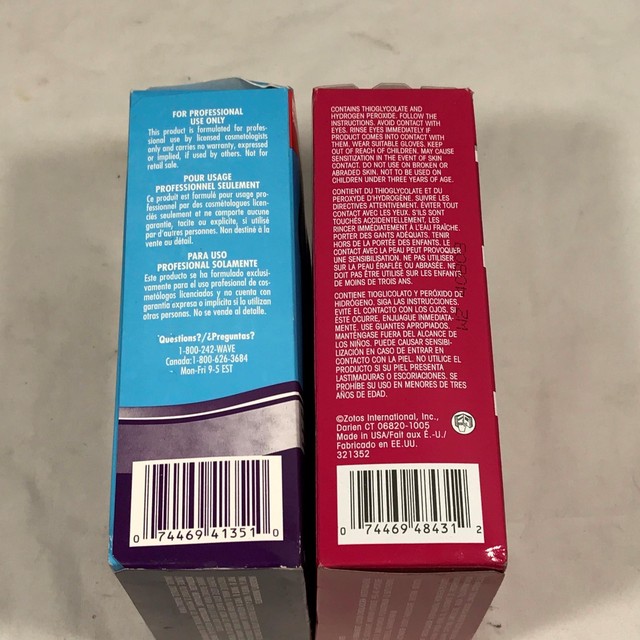 FOR PROFESSIONAL
USE ONLY
This product is formulated for profes-
sional use by licensed cosmetologists
only and carries no warranty, expressed
or implied, if used by others. Not for
retail sale.
POUR USAGE
PROFESSIONNEL SEULEMENT
Ce produit est formulé pour usage pro-
fessionnel par des cosmétologues licen-
ciés seulement et ne comporte aucune
garantie, tacite ou explicite, si utilisé
par d'autres personnes. Non destiné à la
vente au détail.
PARA USO
PROFESIONAL SOLAMENTE
Este producto se ha formulado exclusi-
vamente para el uso profesional de cos-
metólogos licenciados y no cuenta con
garantía expresa o implícita si lo utilizan
otras personas. No se vende al detalle.
Questions?/¿Preguntas?
1-800-242-WAVE
Canada:1-800-626-3684
Mon-Fri 9-5 EST
0 74469 41351 0
CONTAINS THIOGLYCOLATE AND
HYDROGEN PEROXIDE. FOLLOW THE
INSTRUCTIONS. AVOID CONTACT WITH
EYES. RINSE EYES IMMEDIATELY IF
PRODUCT COMES INTO CONTACT WITH
THEM. WEAR SUITABLE GLOVES. KEEP
OUT OF REACH OF CHILDREN. MAY CAUSE
SENSITIZATION IN THE EVENT OF SKIN
CONTACT. DO NOT USE ON BROKEN OR
ABRADED SKIN. NOT TO BE USED ON
CHILDREN UNDER THREE YEARS OF AGE.
CONTIENT DU THIOGLYCOLATE ET DU
PEROXYDE D'HYDROGÈNE. SUIVRE LES
DIRECTIVES ATTENTIVEMENT. ÉVITER TOUT
CONTACT AVEC LES YEUX. S'ILS SONT
TOUCHÉS ACCIDENTELLEMENT, LES
RINCER IMMÉDIATEMENT À L'EAU FRAÎCHE.
PORTER DES GANTS ADÉQUATS. TENIR
HORS DE LA PORTÉE DES ENFANTS. LE
CONTACT AVEC LA PEAU PEUT PROVOQUER
UNE SENSIBILISATION. NE PAS UTILISER
SUR LA PEAU ÉRAFLÉE OU ABRASÉE. NE
DOIT PAS ÊTRE UTILISÉ SUR LES ENFANTS
DE MOINS DE TROIS ANS.
CONTIENE TIOGLICOLATO Y PERÓXIDO DE
HIDRÓGENO. SIGA LAS INSTRUCCIONES.
EVITE EL CONTACTO CON LOS OJOS. SI
ÉSTE OCURRE, ENJUAGUE INMEDIATA-
MENTE. USE GUANTES APROPIADOS.
MANTÉNGASE FUERA DEL ALCANCE DE
LOS NIÑOS. PUEDE CAUSAR SENSIBI-
LIZACIÓN EN CASO DE ENTRAR EN
CONTACTO CON LA PIEL. NO UTILICE EL
PRODUCTO SI SU PIEL PRESENTA
LASTIMADURAS O ESCORIACIONES. SE
PROHÍBE SU USO EN MENORES DE TRES
AÑOS DE EDAD.
©Zotos International, Inc.,
Darien CT 06820-1005
Made in USA/Fait aux É.-U./
Fabricado en EE.UU.
321352
0 74469 48431 2